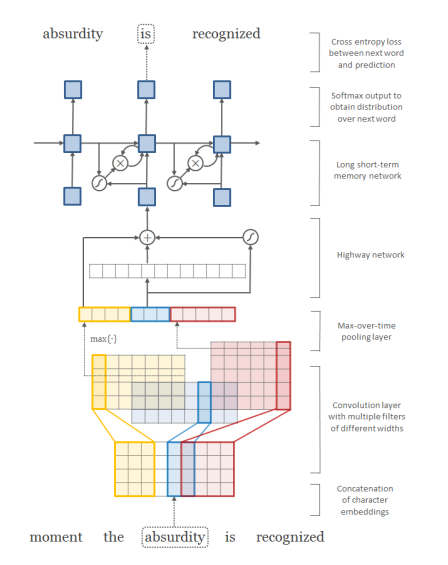 absurdity is recognized
Cross entropy loss
between next word
and prediction
Softmax output to
obtain distribution
over next word
Long short-term
memory network
Highway network
Max-over-time
pooling layer
max{·}
Convolution layer
with multiple filters
of different widths
Concatenation
of character
embeddings
moment the absurdity is recognized